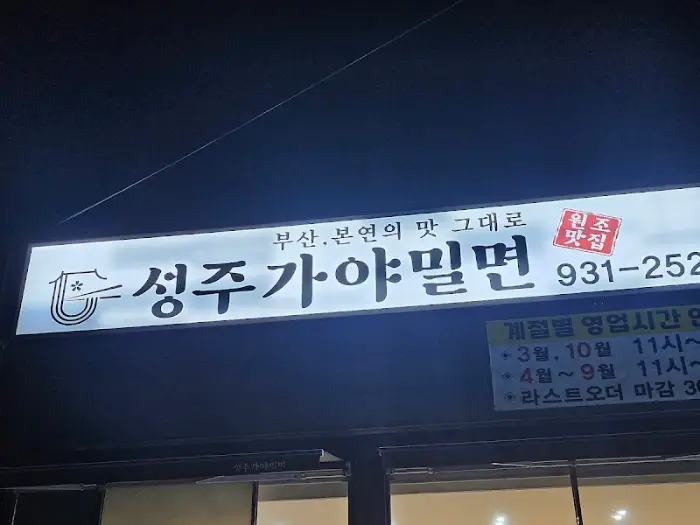 부산.본연의 맛 그대로
성주가야밀면
원조
맛집
931-252
계절별 영업시간
* 3월, 10월 11시~
* 4월 ~ 9월 11시~
* 라스트오더 마감 3
성주가야밀면